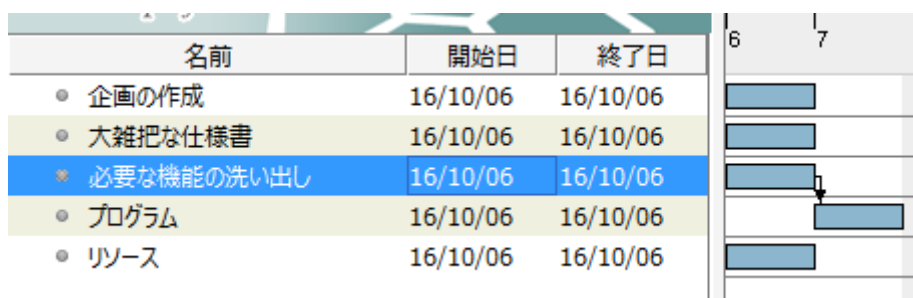 名前 開始日 終了日 6 7
企画の作成 16/10/06 16/10/06
大雑把な仕様書 16/10/06 16/10/06
必要な機能の洗い出し 16/10/06 16/10/06
プログラム 16/10/06 16/10/06
リソース 16/10/06 16/10/06